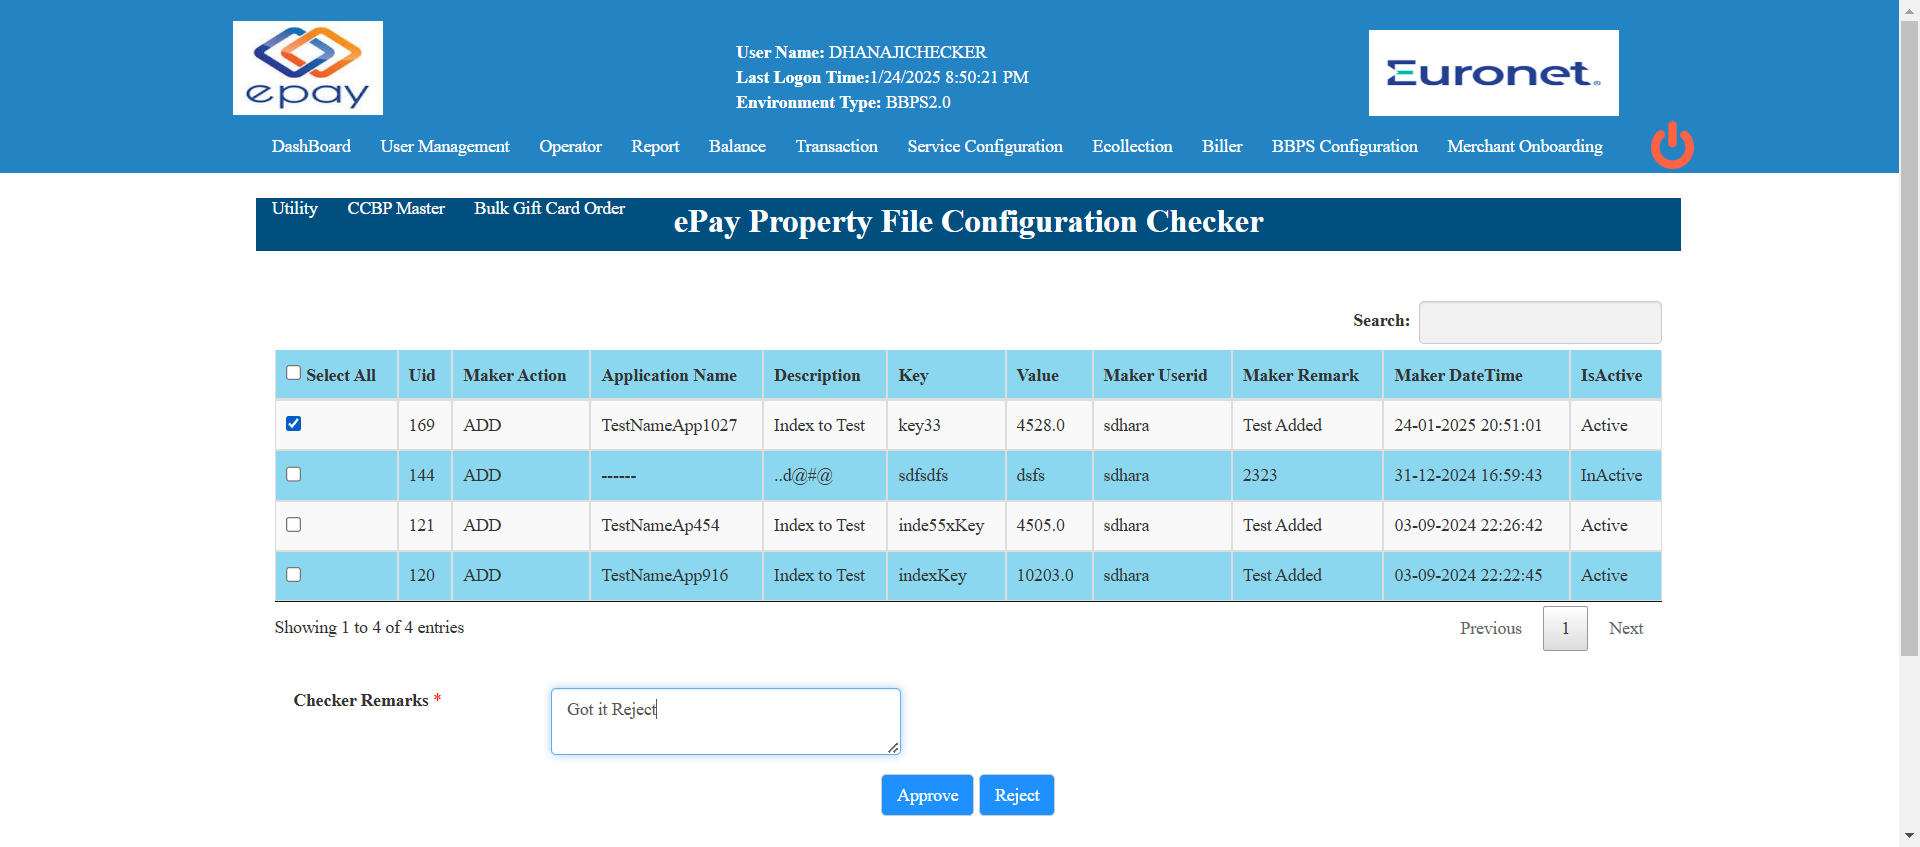 epay
User Name: DHANAJICHECKER
Last Logon Time:1/24/2025 8:50:21 PM
Environment Type: BBPS2.0
Euronet®
DashBoard User Management Operator Report Balance Transaction Service Configuration Ecollection Biller BBPS Configuration Merchant Onboarding
Utility CCBP Master Bulk Gift Card Order
ePay Property File Configuration Checker
Search:
Select All Uid Maker Action Application Name Description Key Value Maker Userid Maker Remark Maker DateTime IsActive
169 ADD TestNameApp1027 Index to Test key33 4528.0 sdhara Test Added 24-01-2025 20:51:01 Active
144 ADD ------ ..d@#@ sdfsdfs dsfs sdhara 2323 31-12-2024 16:59:43 InActive
121 ADD TestNameAp454 Index to Test inde55xKey 4505.0 sdhara Test Added 03-09-2024 22:26:42 Active
120 ADD TestNameApp916 Index to Test indexKey 10203.0 sdhara Test Added 03-09-2024 22:22:45 Active
Showing 1 to 4 of 4 entries
Previous 1 Next
Checker Remarks *
Got it Reject
Approve Reject